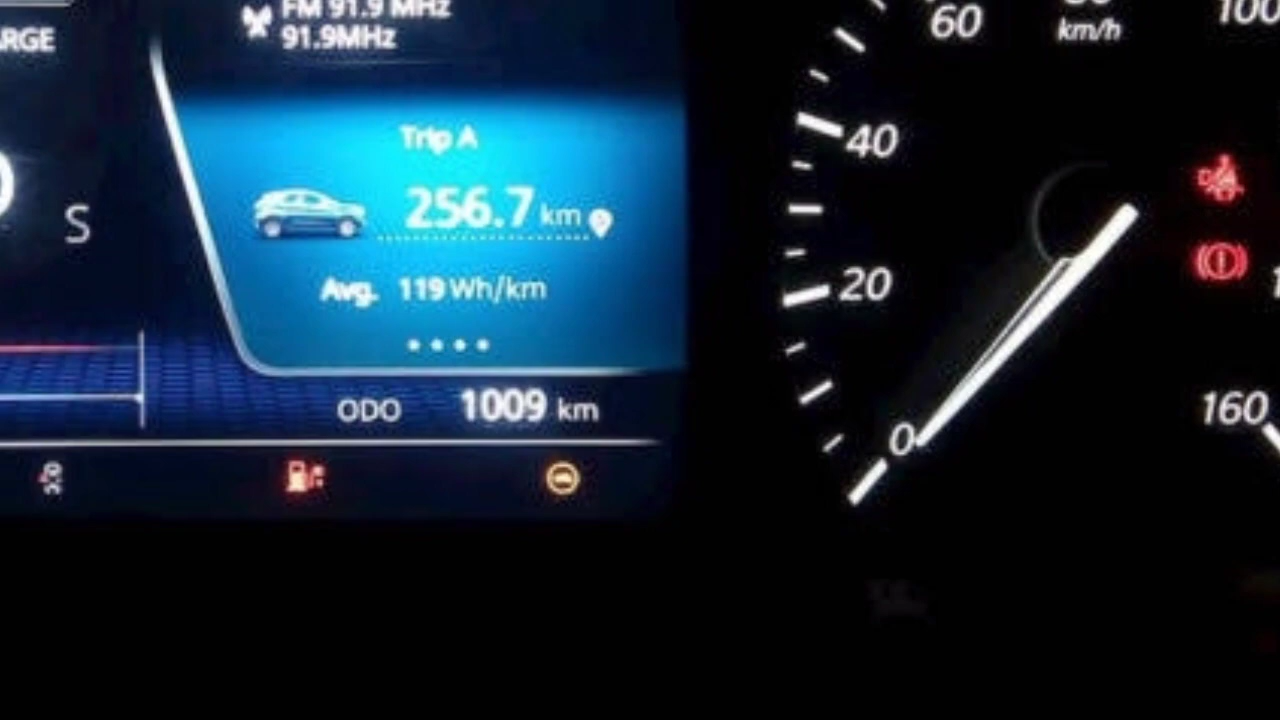 FM 91.9 MHz
91.9MHz
Trip A
256.7 km
Avg. 119 Wh/km
S
ODO 1009 km
60
km/h
100
40
20
0
160